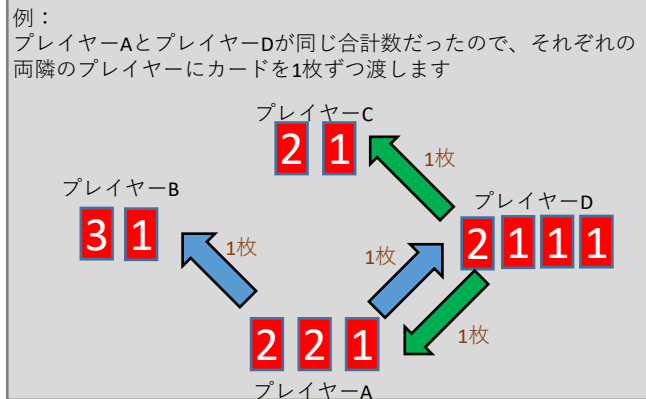 例：
プレイヤーAとプレイヤーDが同じ合計数だったので、それぞれの
両隣のプレイヤーにカードを1枚ずつ渡します
プレイヤーC
2 1
1枚
プレイヤーB
3 1
1枚
1枚
プレイヤーD
2 1 1 1
1枚
2 2 1
プレイヤーA